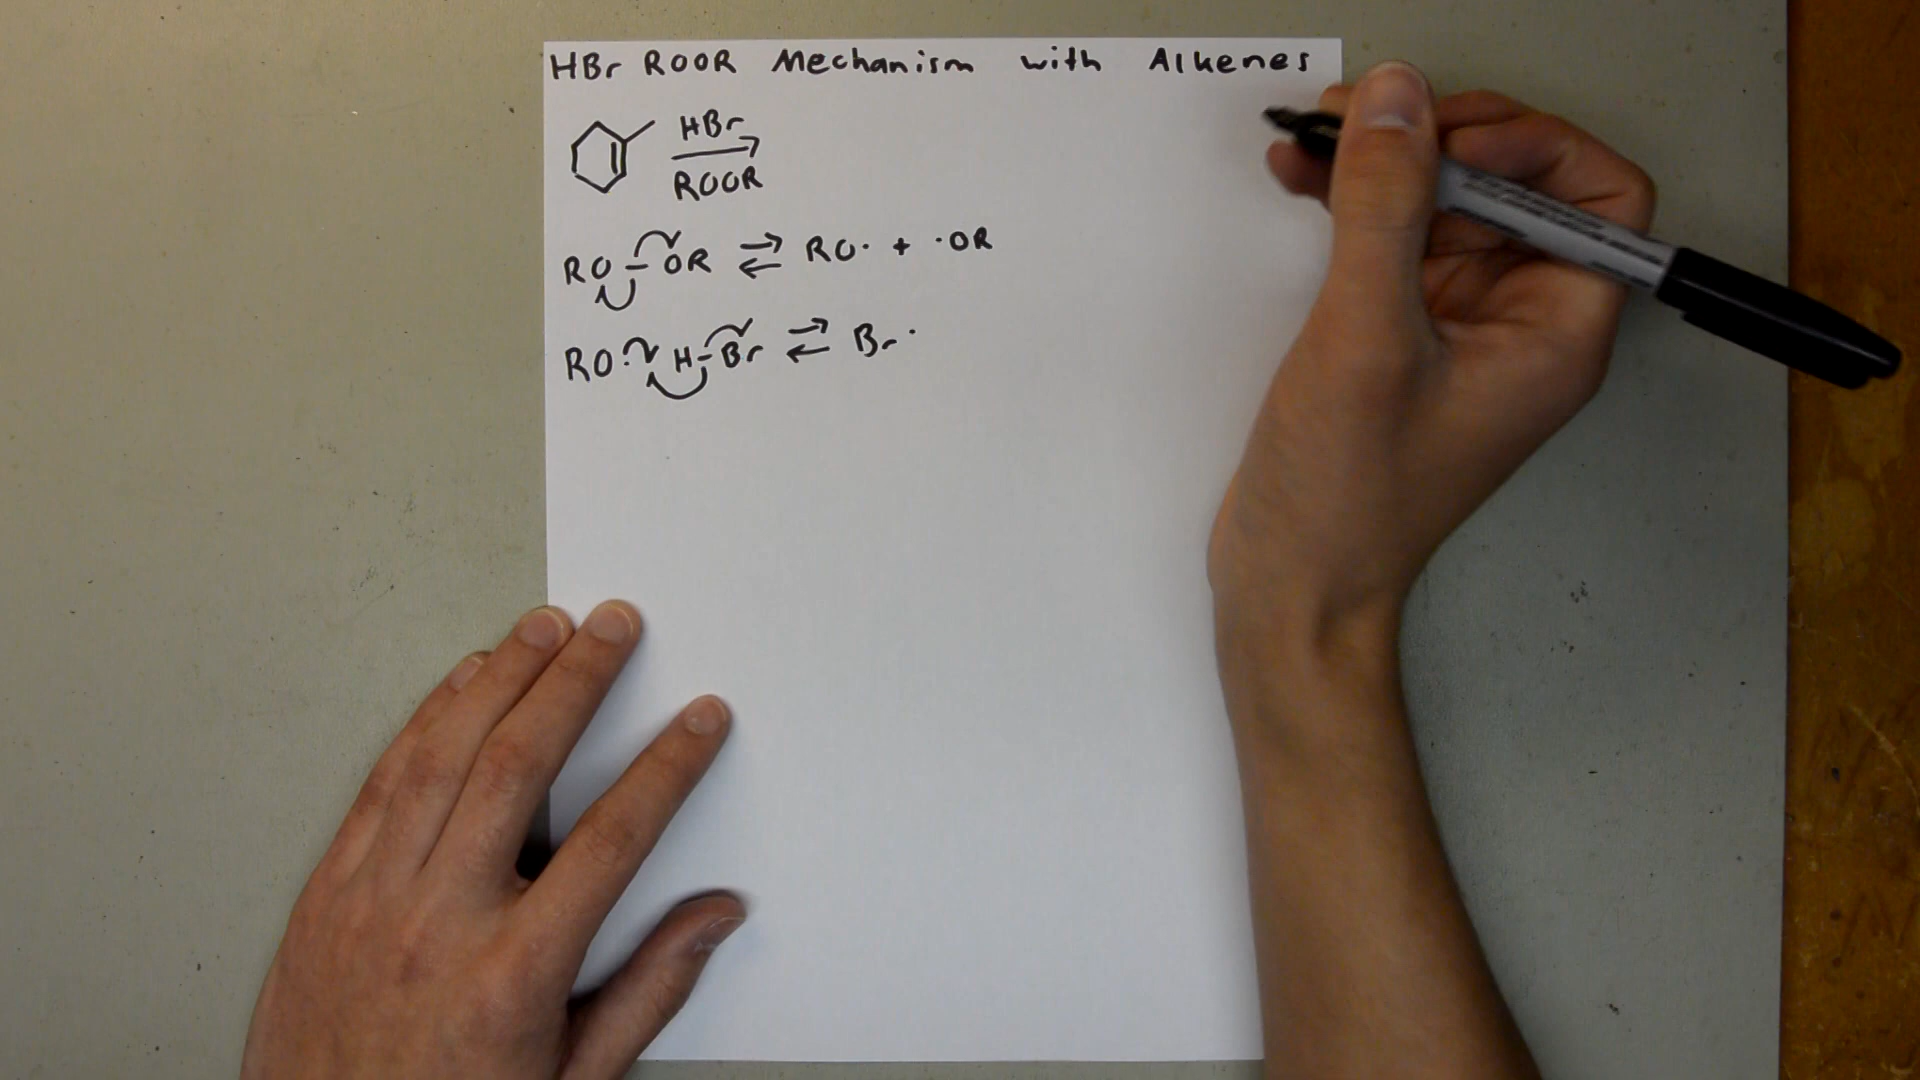 HBr ROOR Mechanism with Alkenes
HBr
ROOR
RO - OR ⇌ RO· + ·OR
RO· H-Br ⇌ Br·